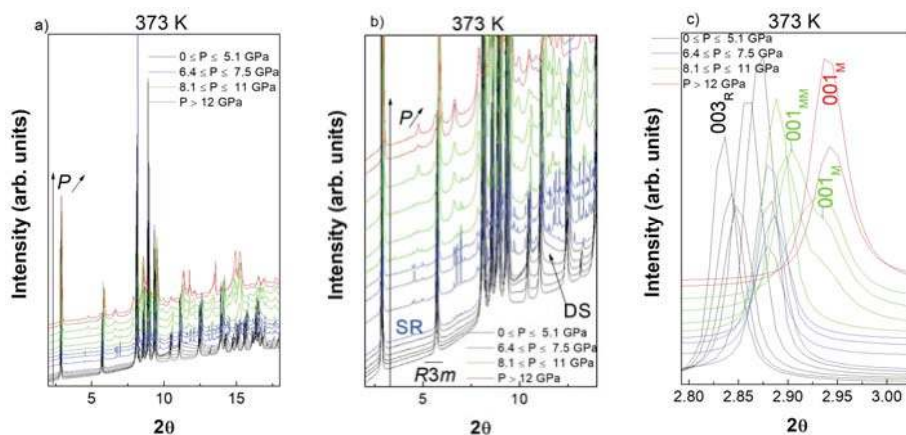 a)
373 K
0 ≤ P ≤ 5.1 GPa
6.4 ≤ P ≤ 7.5 GPa
8.1 ≤ P ≤ 11 GPa
P > 12 GPa
P
Intensity (arb. units)
5 10 15
2θ
b)
373 K
P
SR
DS
R3m
0 ≤ P ≤ 5.1 GPa
6.4 ≤ P ≤ 7.5 GPa
8.1 ≤ P ≤ 11 GPa
P > 12 GPa
Intensity (arb. units)
5 10
2θ
c)
373 K
0 ≤ P ≤ 5.1 GPa
6.4 ≤ P ≤ 7.5 GPa
8.1 ≤ P ≤ 11 GPa
P > 12 GPa
003R
001MM
001M
001M
Intensity (arb. units)
2.80 2.85 2.90 2.95 3.00
2θ